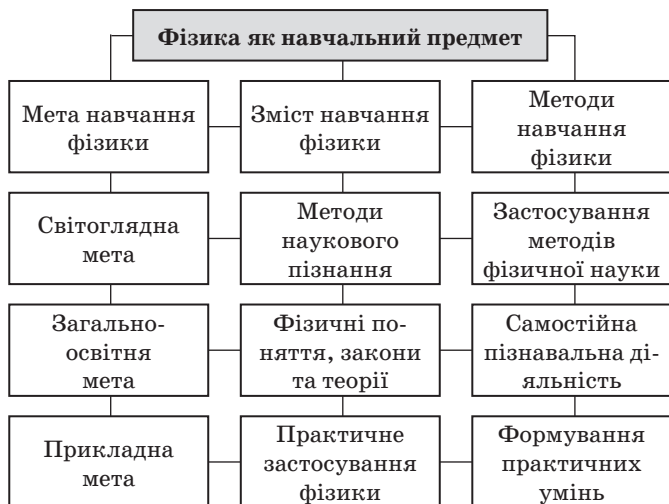 Фізика як навчальний предмет
Мета навчання
фізики
Зміст навчання
фізики
Методи
навчання
фізики
Світоглядна
мета
Методи
наукового
пізнання
Застосування
методів
фізичної науки
Загально-
освітня
мета
Фізичні по-
няття, закони
та теорії
Самостійна
пізнавальна ді-
яльність
Прикладна
мета
Практичне
застосування
фізики
Формування
практичних
умінь